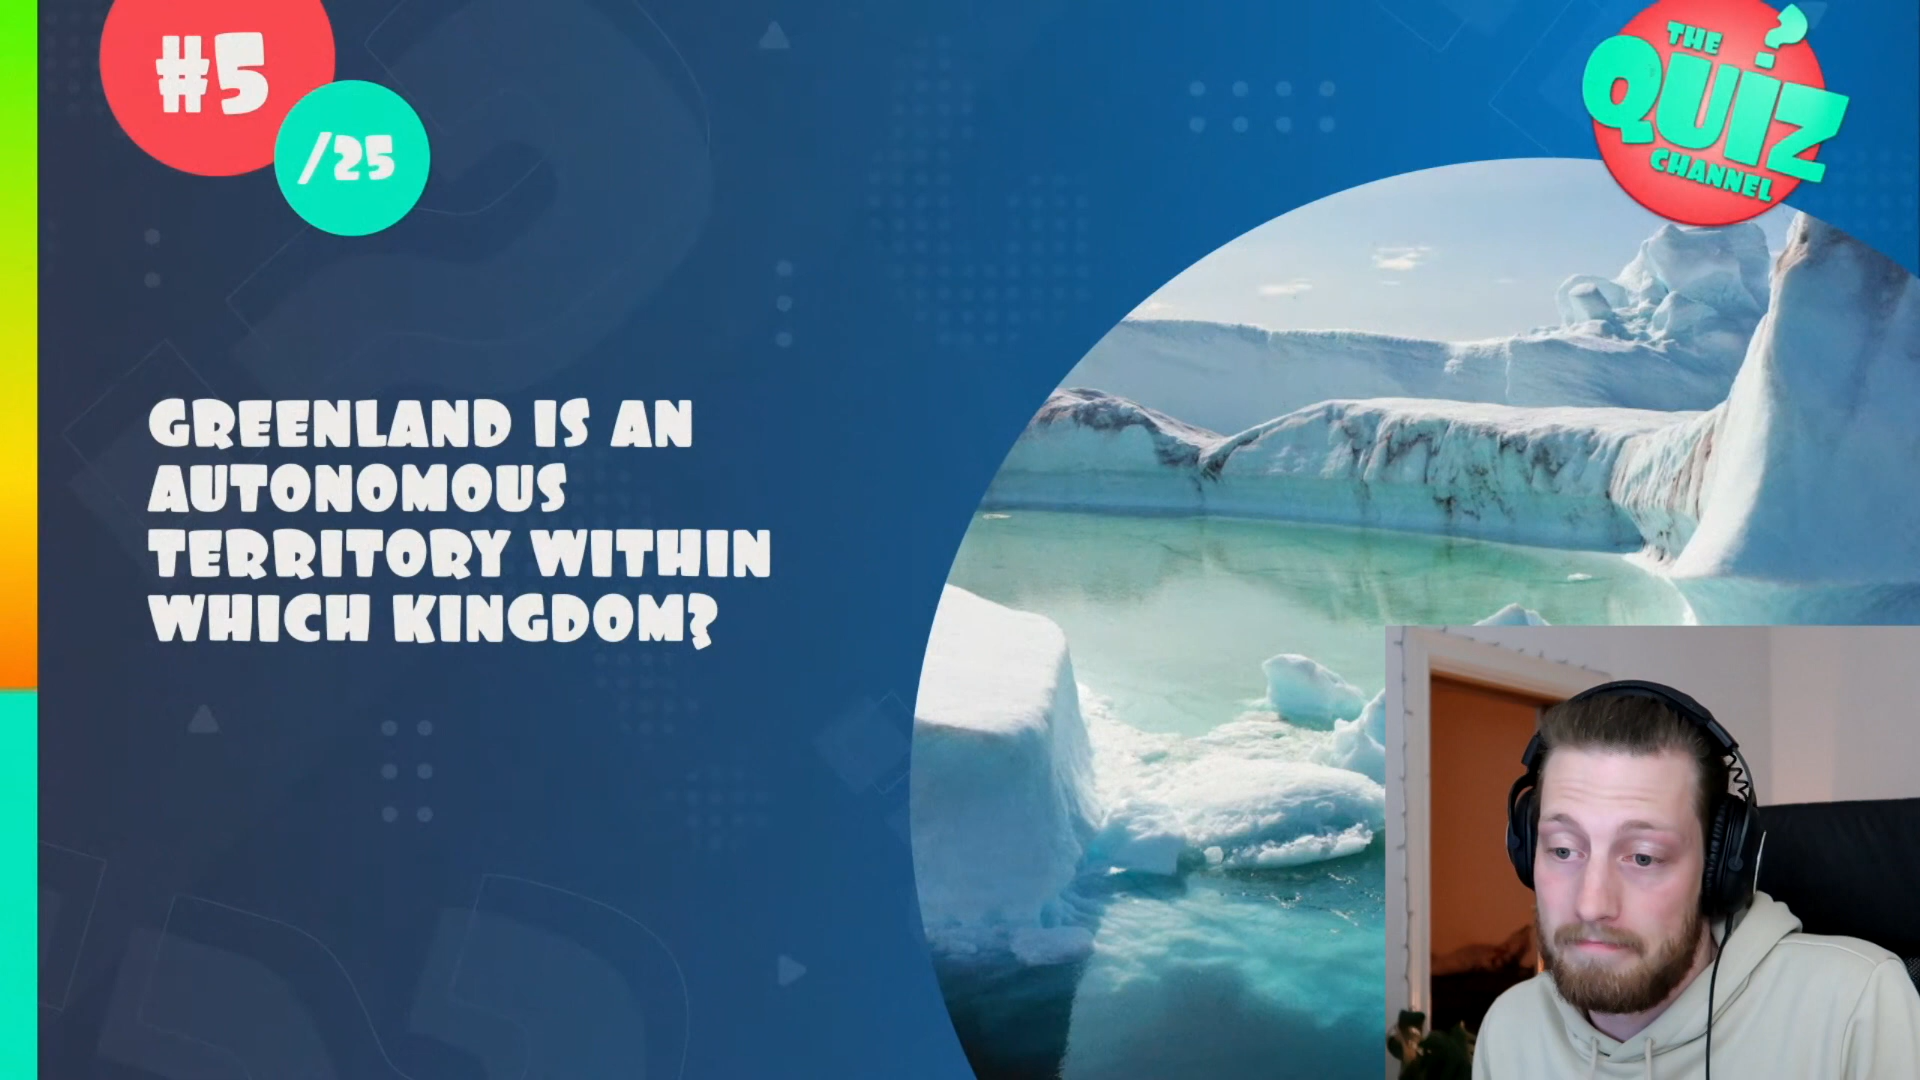 #5
/25
THE
QUIZ
CHANNEL
GREENLAND IS AN
AUTONOMOUS
TERRITORY WITHIN
WHICH KINGDOM?